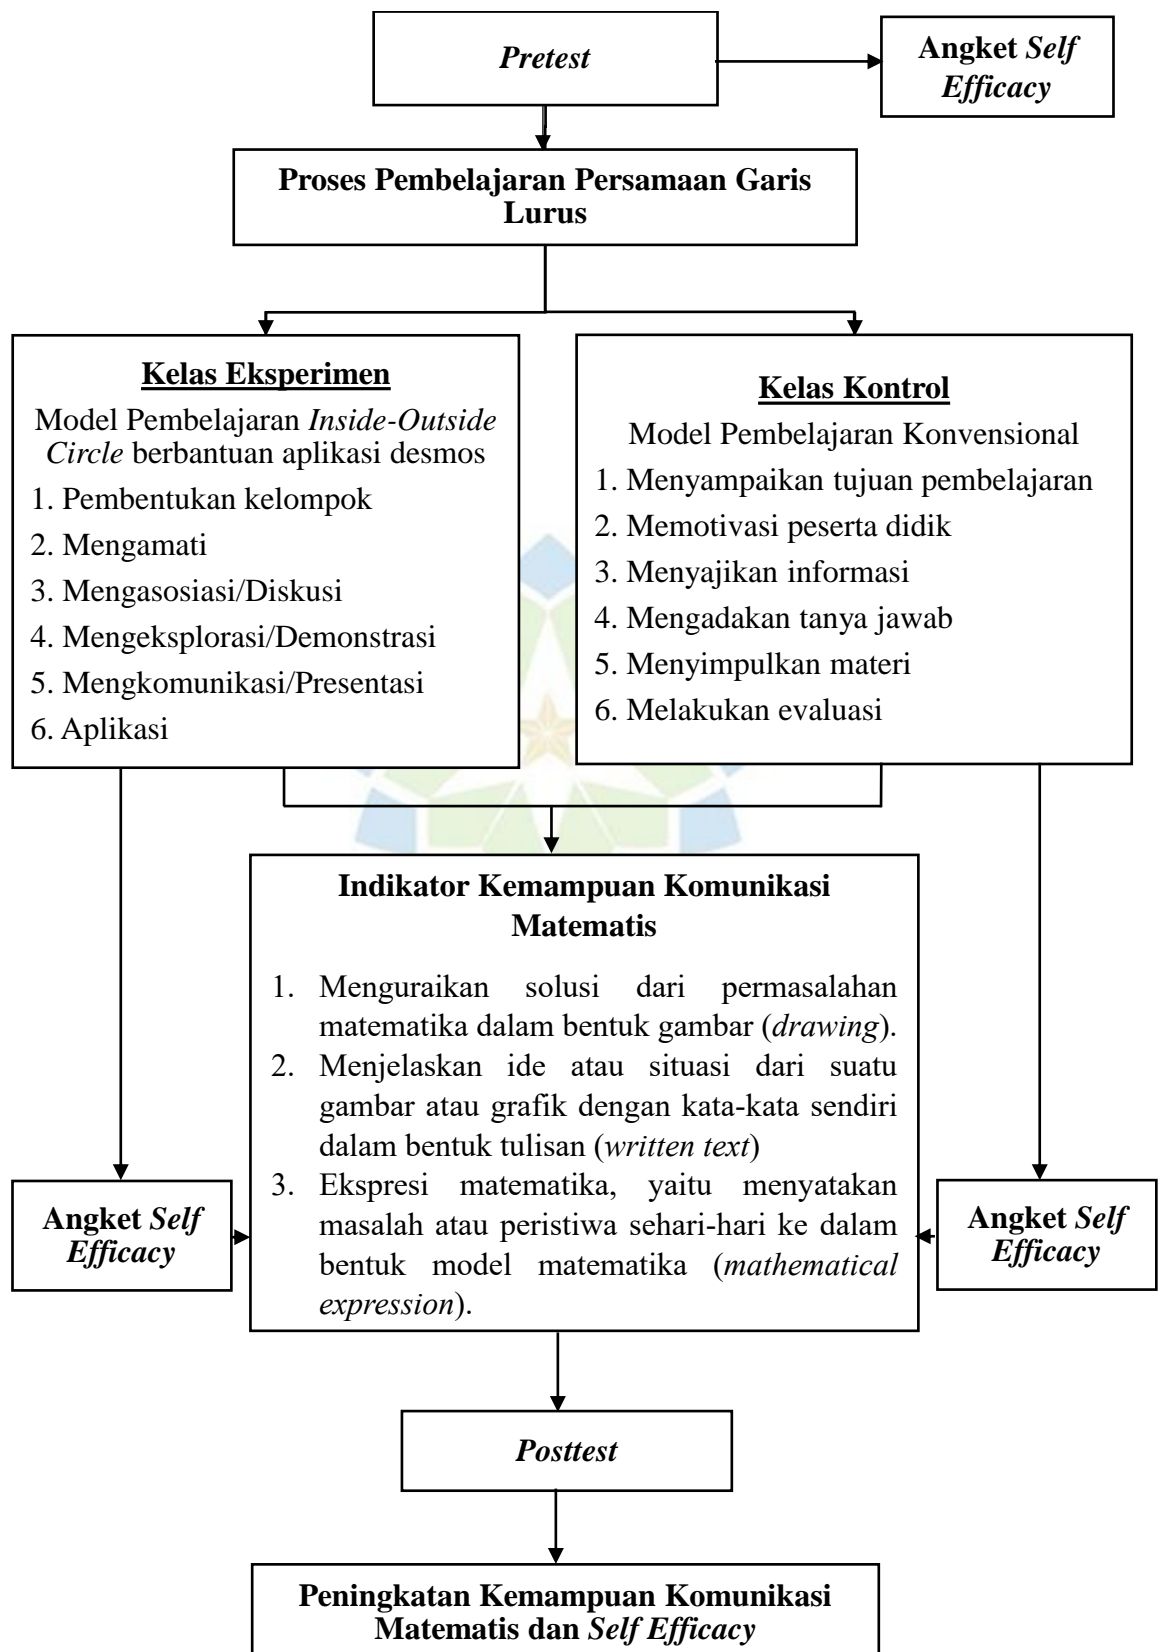 Pretest
Angket Self
Efficacy
Proses Pembelajaran Persamaan Garis
Lurus
Kelas Eksperimen
Model Pembelajaran Inside-Outside
Circle berbantuan aplikasi desmos
1. Pembentukan kelompok
2. Mengamati
3. Mengasosiasi/Diskusi
4. Mengeksplorasi/Demonstrasi
5. Mengkomunikasi/Presentasi
6. Aplikasi
Kelas Kontrol
Model Pembelajaran Konvensional
1. Menyampaikan tujuan pembelajaran
2. Memotivasi peserta didik
3. Menyajikan informasi
4. Mengadakan tanya jawab
5. Menyimpulkan materi
6. Melakukan evaluasi
Indikator Kemampuan Komunikasi
Matematis
1. Menguraikan solusi dari permasalahan
matematika dalam bentuk gambar (drawing).
2. Menjelaskan ide atau situasi dari suatu
gambar atau grafik dengan kata-kata sendiri
dalam bentuk tulisan (written text)
3. Ekspresi matematika, yaitu menyatakan
masalah atau peristiwa sehari-hari ke dalam
bentuk model matematika (mathematical
expression).
Angket Self
Efficacy
Angket Self
Efficacy
Posttest
Peningkatan Kemampuan Komunikasi
Matematis dan Self Efficacy